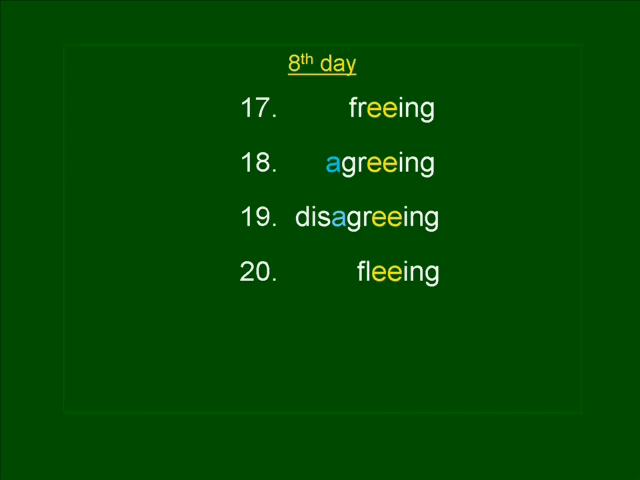 8th day
17. freeing
18. agreeing
19. disagreeing
20. fleeing